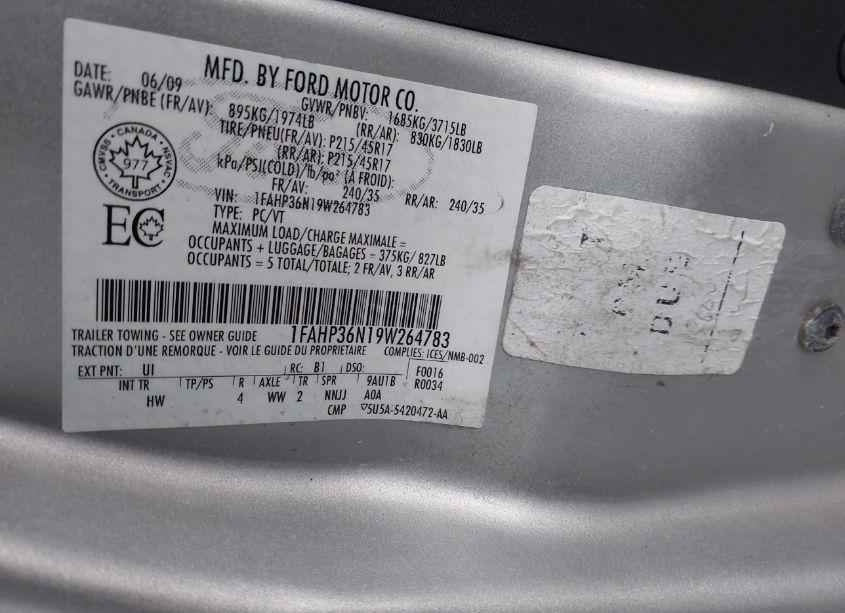 MFD. BY FORD MOTOR CO.
DATE: 06/09 GVWR/PNBV: 1685KG/3715LB
GAWR/PNBE (FR/AV): 895KG/1974LB (RR/AR): 830KG/1830LB
TIRE/PNEU(FR/AV): P215/45R17
(RR/AR): P215/45R17
kPa/PSI(COLD)/lb/po² (À FROID):
FR/AV: 240/35 RR/AR: 240/35
VIN: 1FAHP36N19W264783
TYPE: PC/VT
MAXIMUM LOAD/CHARGE MAXIMALE =
OCCUPANTS + LUGGAGE/BAGAGES = 375KG/ 827LB
OCCUPANTS = 5 TOTAL/TOTALE; 2 FR/AV, 3 RR/AR
CANADA
CMVSS 977 NSVAC
TRANSPORT
EC
1FAHP36N19W264783
TRAILER TOWING - SEE OWNER GUIDE
TRACTION D'UNE REMORQUE - VOIR LE GUIDE DU PROPRIETAIRE COMPLIES: ICES/NMB-002
EXT PNT: UI RC: B1 DSO: F0016
INT TR TP/PS R AXLE TR SPR 9AU1B R0034
HW 4 WW 2 NNJJ A0A
CMP 5U5A-5420472-AA